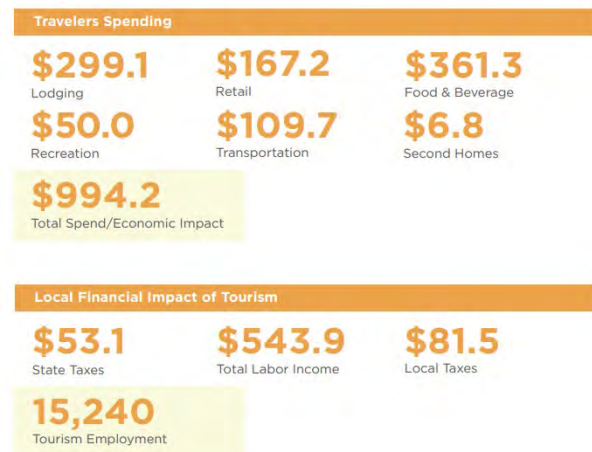 Travelers Spending
$299.1 $167.2 $361.3
Lodging Retail Food & Beverage
$50.0 $109.7 $6.8
Recreation Transportation Second Homes
$994.2
Total Spend/Economic Impact
Local Financial Impact of Tourism
$53.1 $543.9 $81.5
State Taxes Total Labor Income Local Taxes
15,240
Tourism Employment